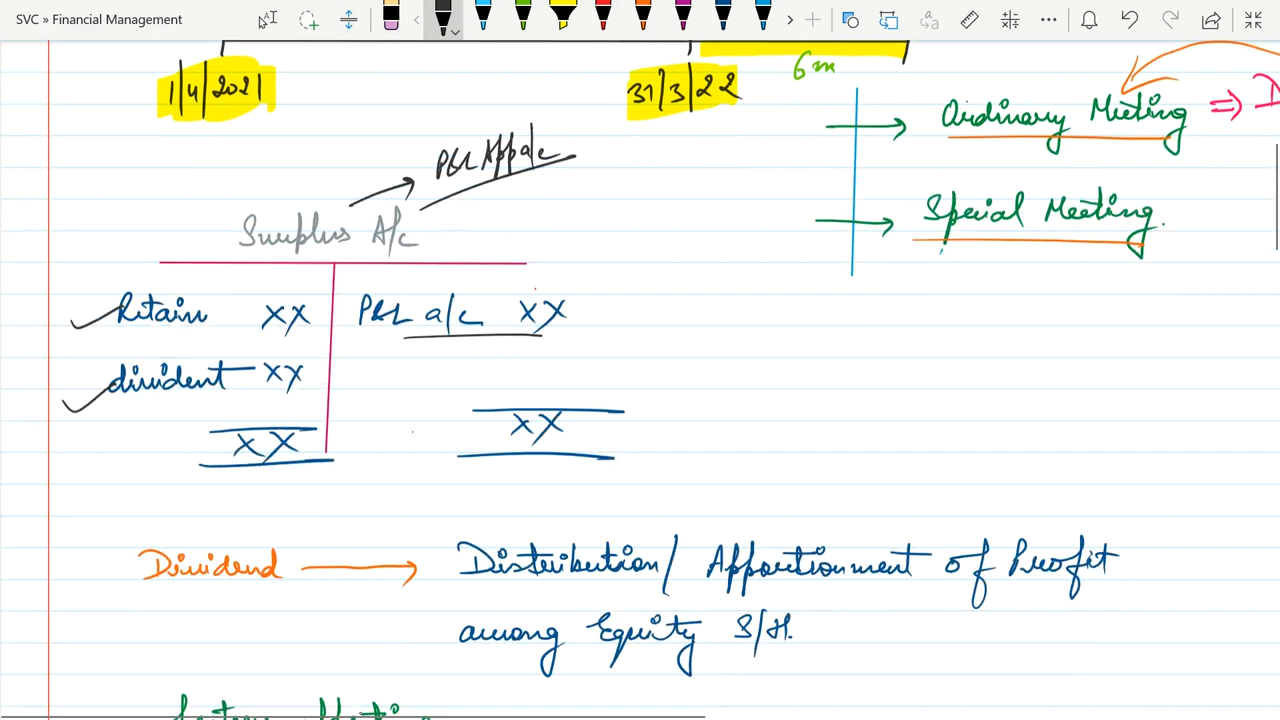 SVC » Financial Management
6m
1/4/2021
31/3/22
Ordinary Meeting ⇒
P&L App a/c
Special Meeting.
Surplus A/c
Retain XX P&L a/c XX
divident XX
XX XX
Dividend → Distribution/ Apportionment of Profit
among Equity S/H.